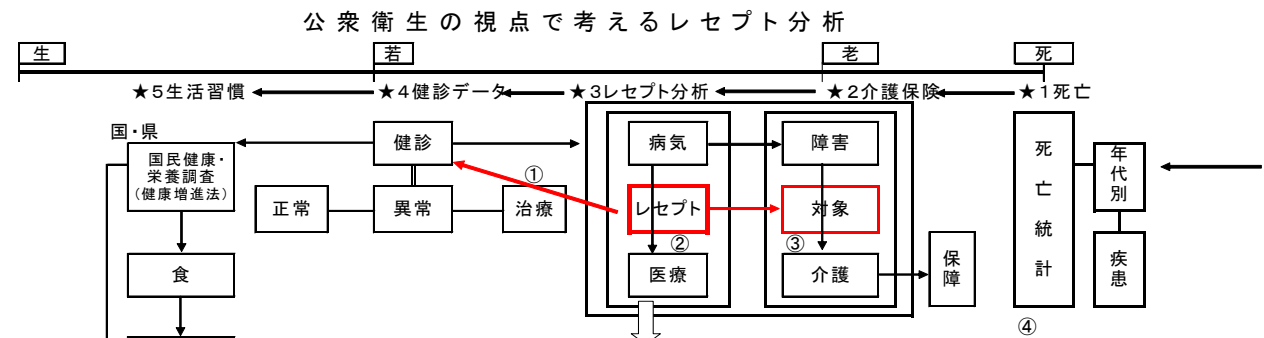 公衆衛生の視点で考えるレセプト分析
生
若
老
死
★5生活習慣
★4健診データ
★3レセプト分析
★2介護保険
★1死亡
国・県
国民健康・
栄養調査
(健康増進法)
食
健診
正常
異常
治療
①
病気
レセプト
②
医療
障害
対象
③
介護
保障
死亡統計
④
年代別
疾患